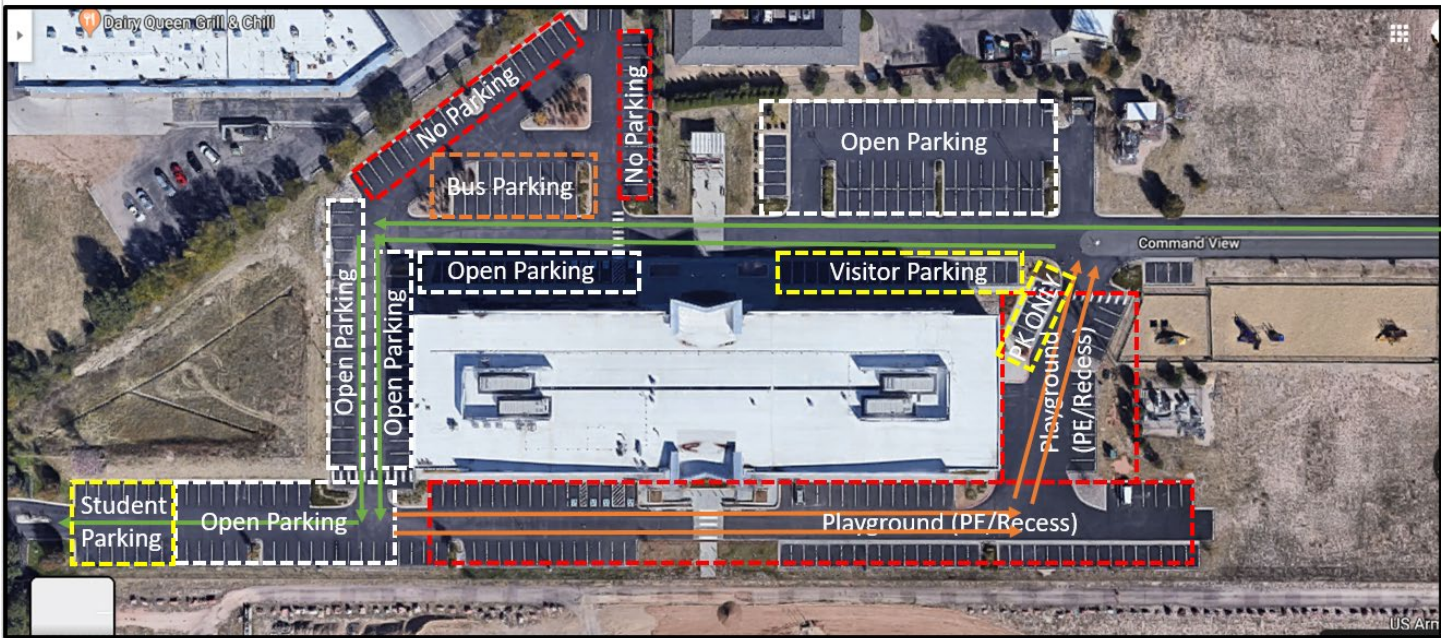 Dairy Queen Grill & Chill
No Parking
No Parking
Open Parking
Bus Parking
Command View
Open Parking
Visitor Parking
Open Parking
Open Parking
PK ONLY
Playground
(PE/Recess)
Student
Parking
Open Parking
Playground (PE/Recess)
US Arm